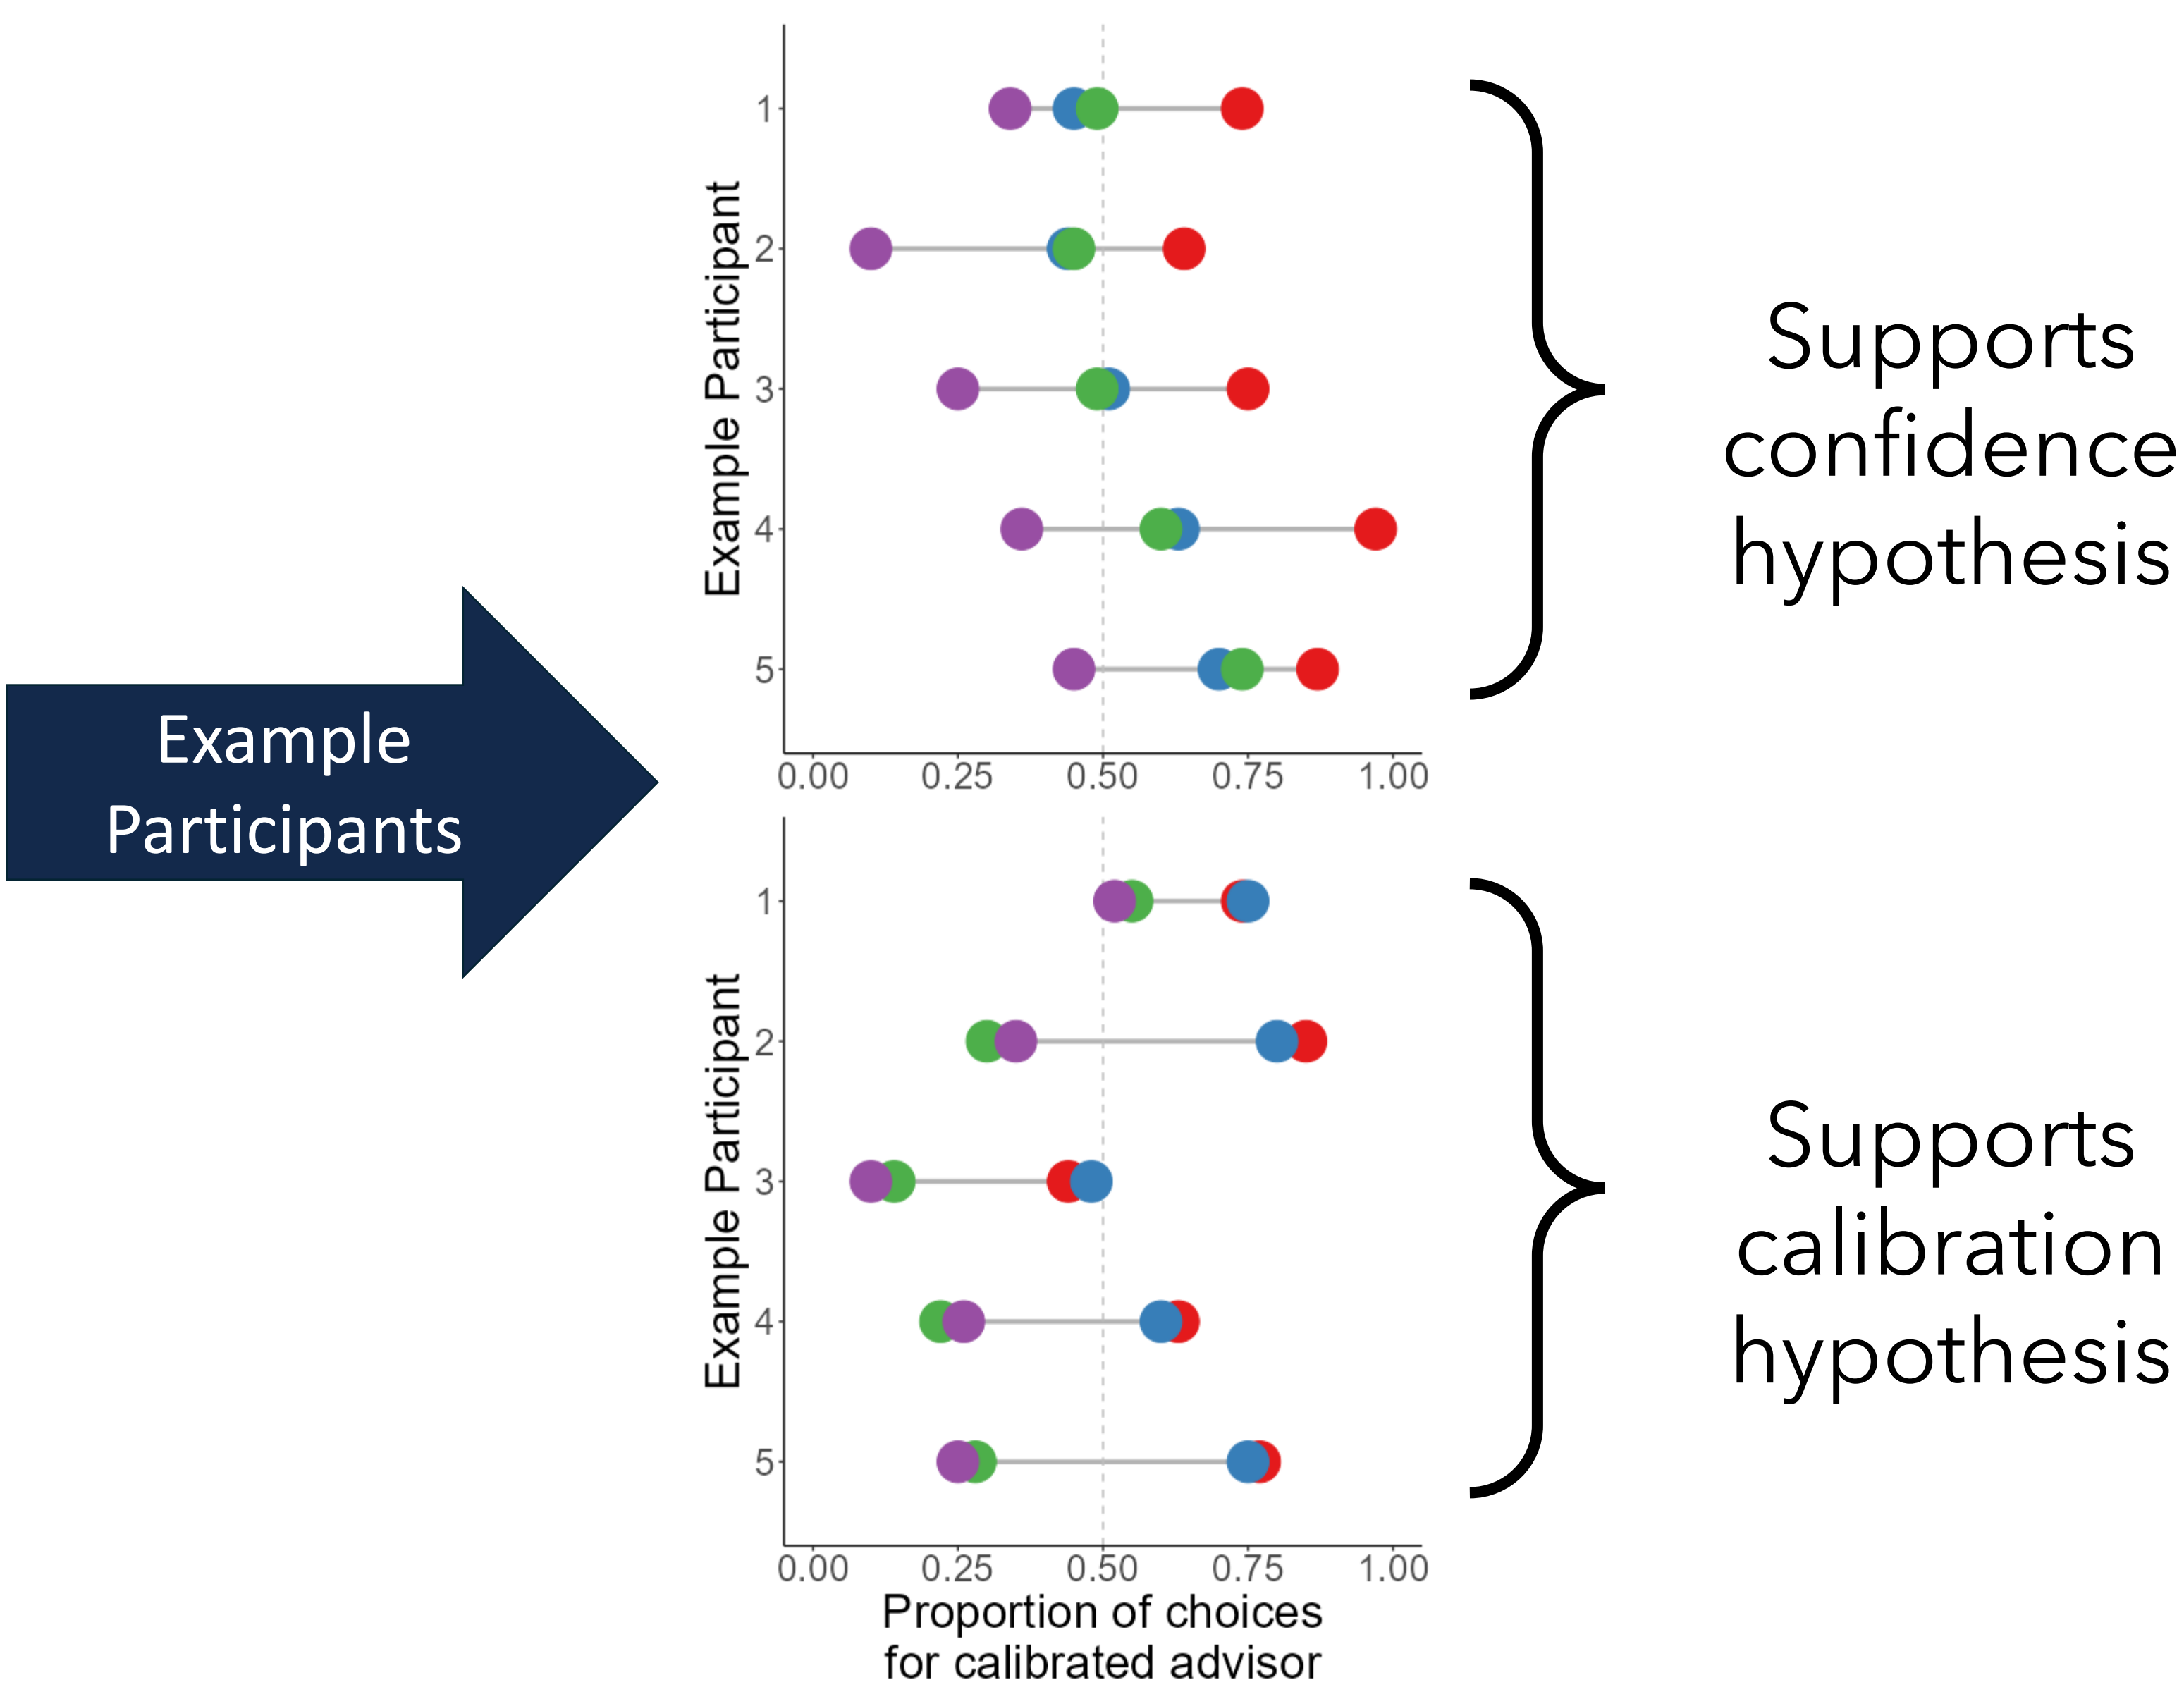 Example
Participants
Example Participant
1
2
3
4
5
0.00 0.25 0.50 0.75 1.00
Supports
confidence
hypothesis
Example Participant
1
2
3
4
5
0.00 0.25 0.50 0.75 1.00
Proportion of choices
for calibrated advisor
Supports
calibration
hypothesis